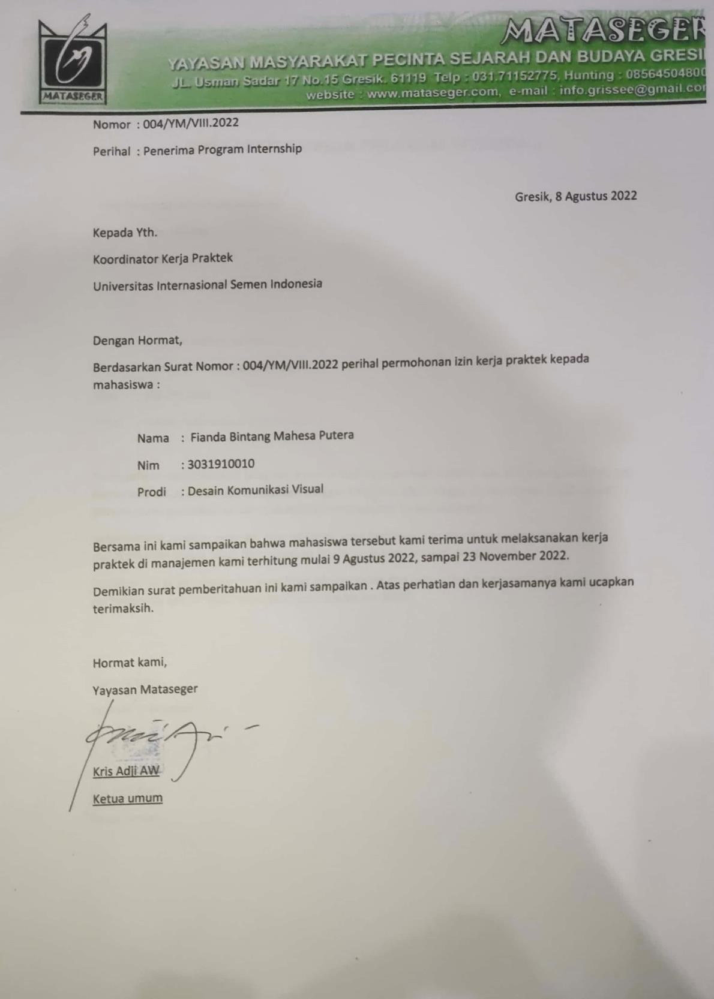 MATASEGER
MATASEGER
YAYASAN MASYARAKAT PECINTA SEJARAH DAN BUDAYA GRESI
JL. Usman Sadar 17 No.15 Gresik. 61119 Telp : 031.71152775, Hunting : 08564504800
website : www.mataseger.com, e-mail : info.grissee@gmail.com
Nomor : 004/YM/VIII.2022
Perihal : Penerima Program Internship
Gresik, 8 Agustus 2022
Kepada Yth.
Koordinator Kerja Praktek
Universitas Internasional Semen Indonesia
Dengan Hormat,
Berdasarkan Surat Nomor : 004/YM/VIII.2022 perihal permohonan izin kerja praktek kepada
mahasiswa :
Nama : Fianda Bintang Mahesa Putera
Nim : 3031910010
Prodi : Desain Komunikasi Visual
Bersama ini kami sampaikan bahwa mahasiswa tersebut kami terima untuk melaksanakan kerja
praktek di manajemen kami terhitung mulai 9 Agustus 2022, sampai 23 November 2022.
Demikian surat pemberitahuan ini kami sampaikan . Atas perhatian dan kerjasamanya kami ucapkan
terimaksih.
Hormat kami,
Yayasan Mataseger
Kris Adji AW
Ketua umum